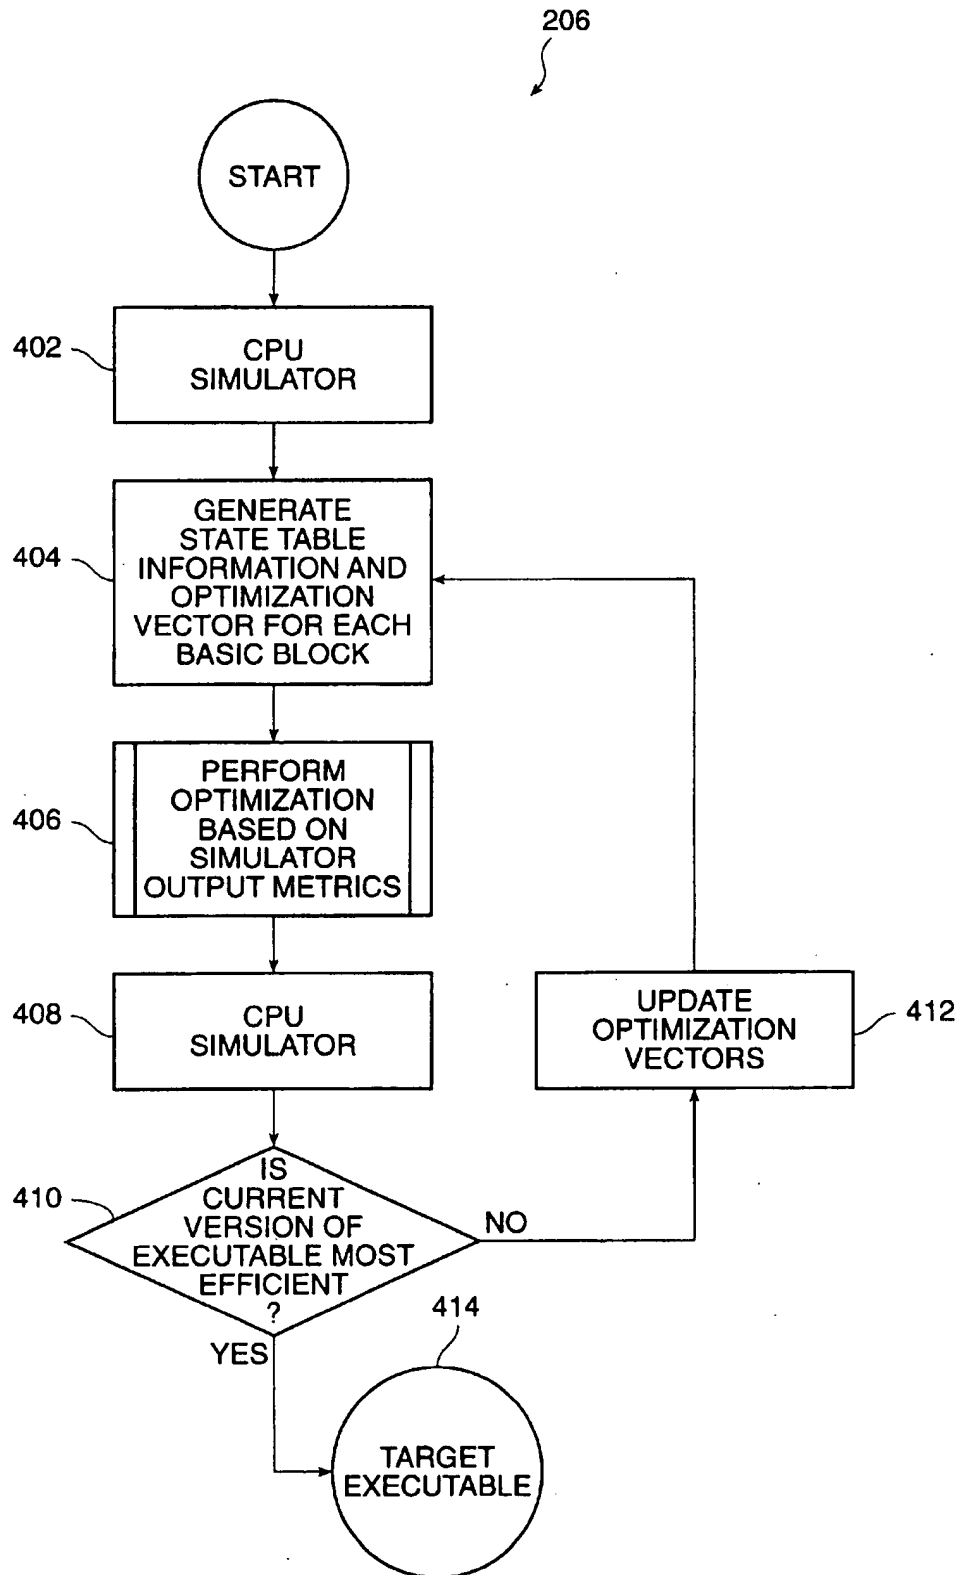 206
START
402
CPU
SIMULATOR
404
GENERATE
STATE TABLE
INFORMATION AND
OPTIMIZATION
VECTOR FOR EACH
BASIC BLOCK
406
PERFORM
OPTIMIZATION
BASED ON
SIMULATOR
OUTPUT METRICS
408
CPU
SIMULATOR
UPDATE
OPTIMIZATION
VECTORS
412
410
IS
CURRENT
VERSION OF
EXECUTABLE MOST
EFFICIENT
?
NO
YES
414
TARGET
EXECUTABLE